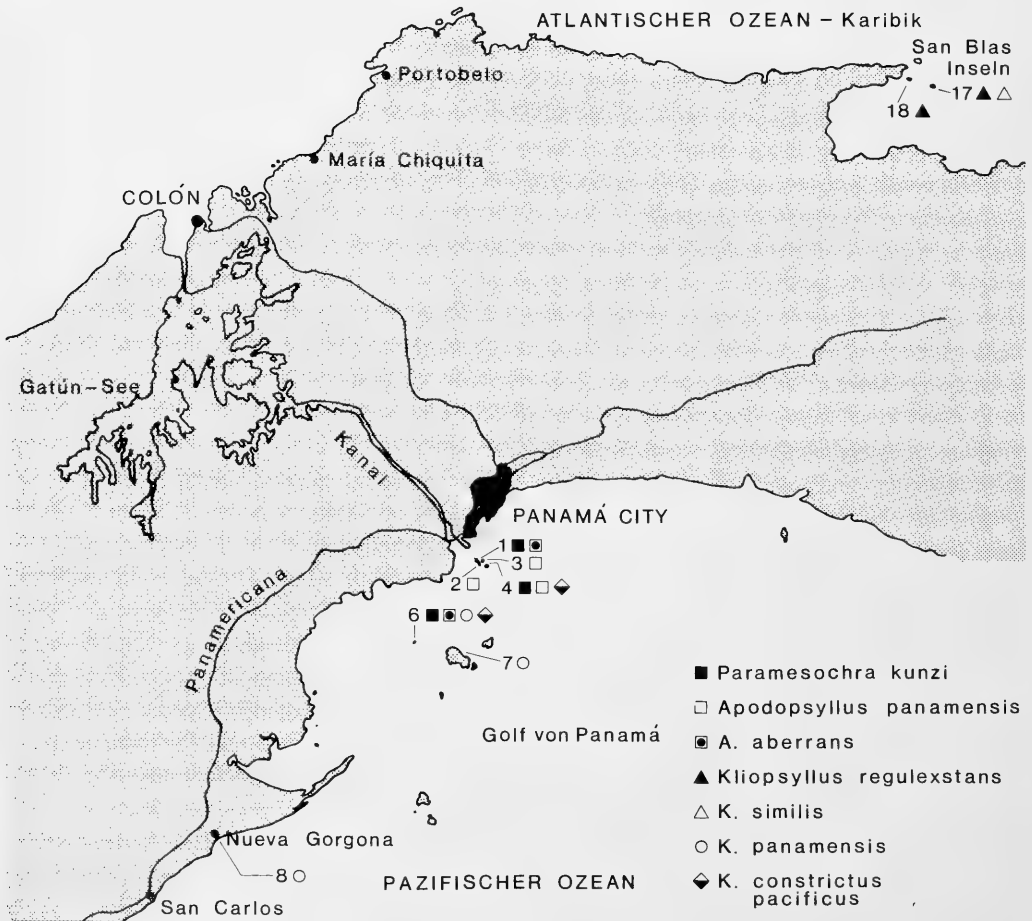 ATLANTISCHER OZEAN – Karibik
San Blas
Inseln
17 ▲ △
18 ▲
Portobelo
María Chiquita
COLÓN
Gatún–See
Kanal
PANAMÁ CITY
1 ■ ▣
3 □
2 □
4 ■ □ ⬙
Panamericana
6 ■ ▣ ○ ⬙
7 ○
■ Paramesochra kunzi
□ Apodopsyllus panamensis
▣ A. aberrans
▲ Kliopsyllus regulexstans
△ K. similis
○ K. panamensis
⬙ K. constrictus
pacificus
Golf von Panamá
Nueva Gorgona
8 ○
PAZIFISCHER OZEAN
San Carlos